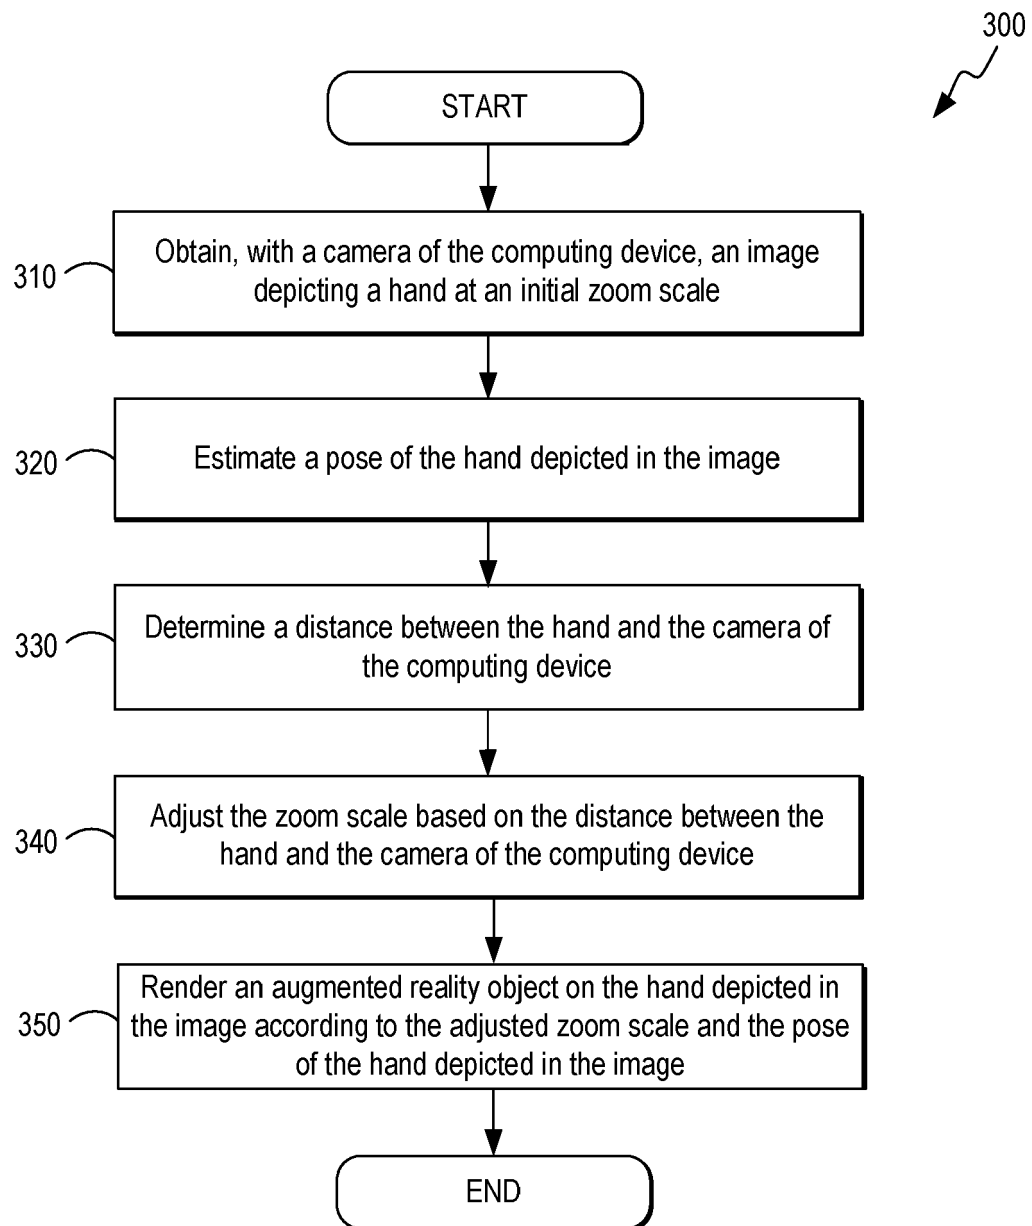 300
START
310
Obtain, with a camera of the computing device, an image
depicting a hand at an initial zoom scale
320
Estimate a pose of the hand depicted in the image
330
Determine a distance between the hand and the camera of
the computing device
340
Adjust the zoom scale based on the distance between the
hand and the camera of the computing device
350
Render an augmented reality object on the hand depicted in
the image according to the adjusted zoom scale and the pose
of the hand depicted in the image
END